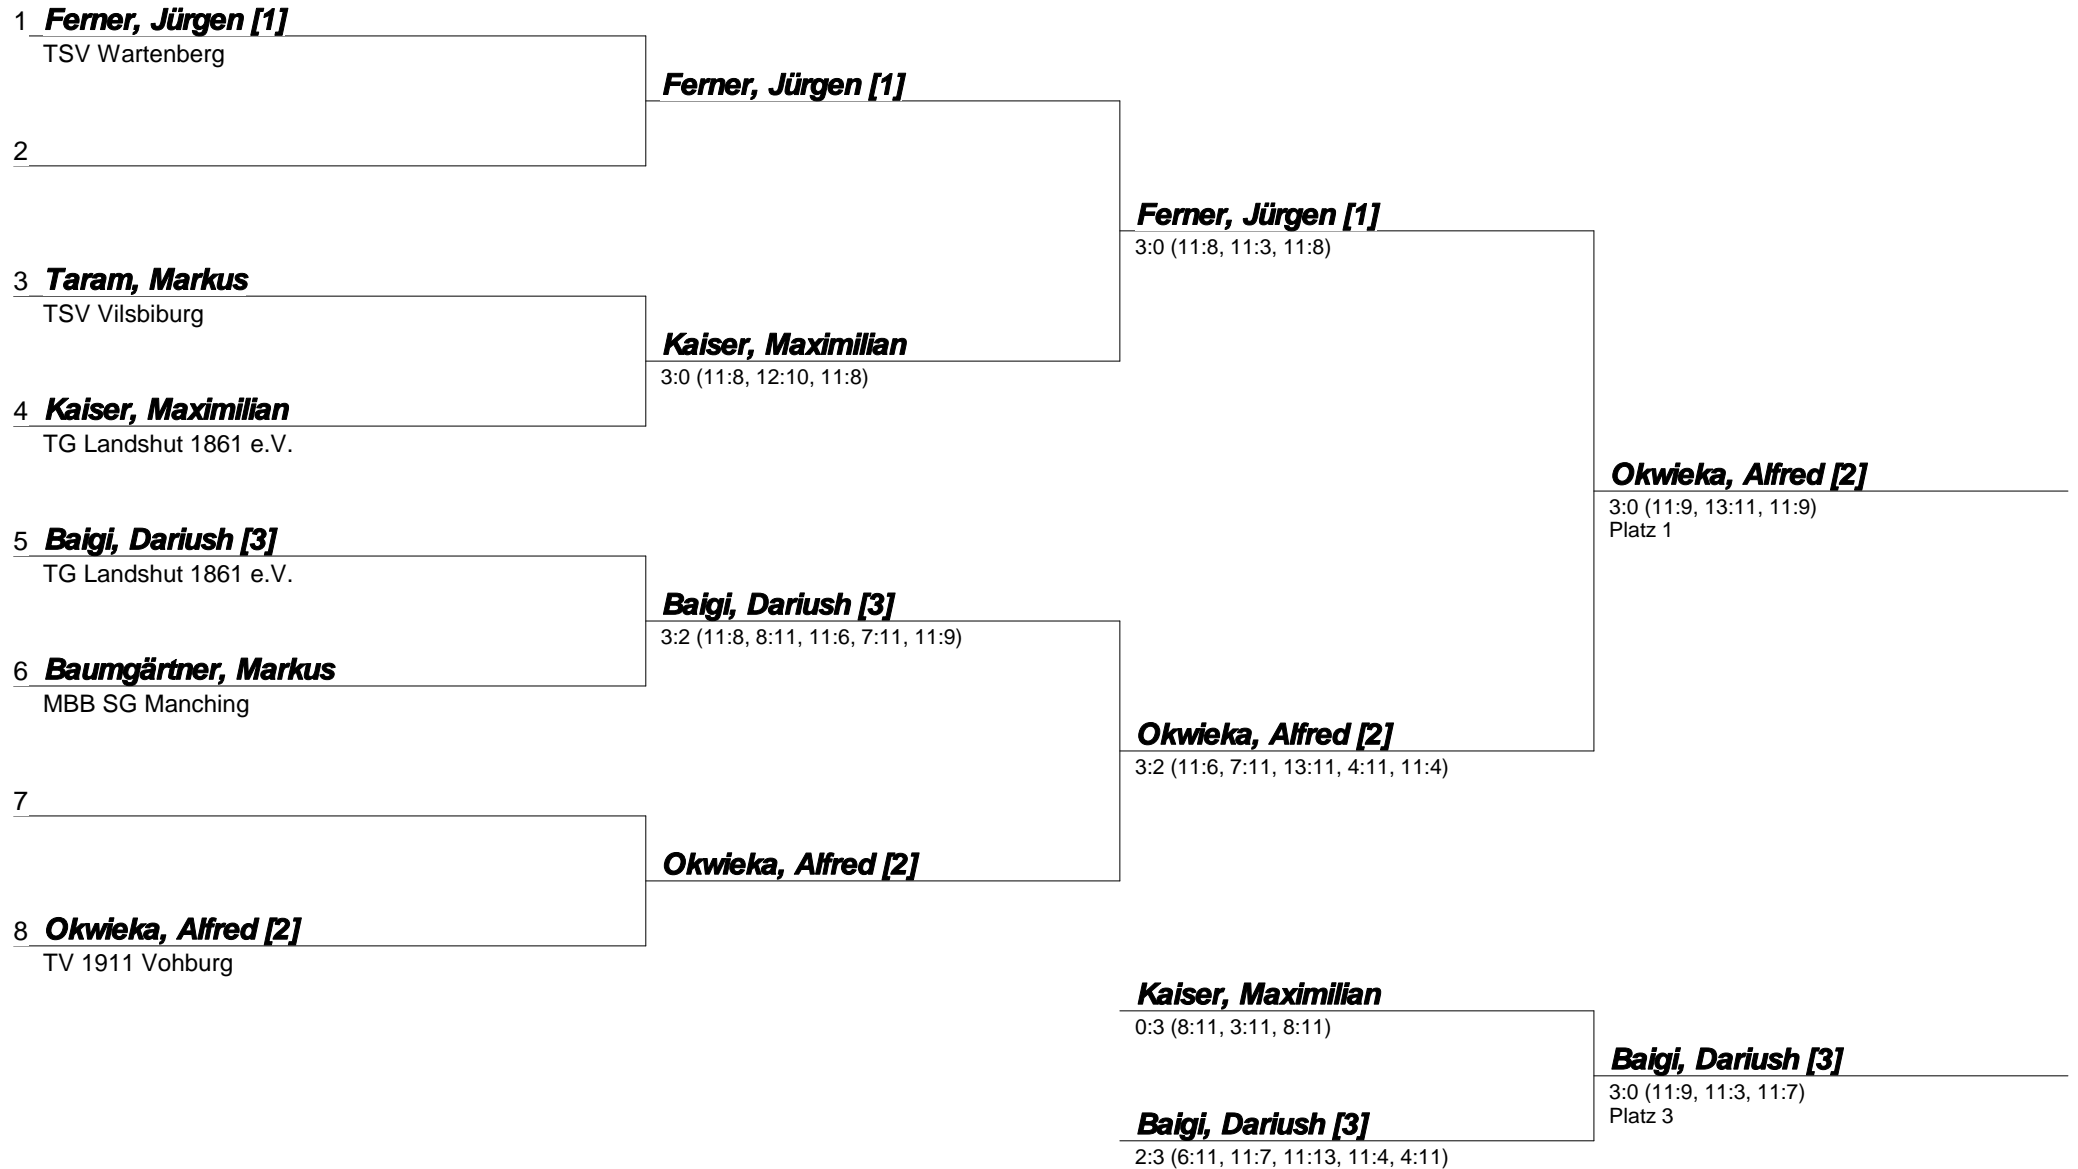 1 Ferner, Jürgen [1]
TSV Wartenberg
Ferner, Jürgen [1]
2
Ferner, Jürgen [1]
3:0 (11:8, 11:3, 11:8)
3 Taram, Markus
TSV Vilsbiburg
Kaiser, Maximilian
3:0 (11:8, 12:10, 11:8)
4 Kaiser, Maximilian
TG Landshut 1861 e.V.
Okwieka, Alfred [2]
3:0 (11:9, 13:11, 11:9)
Platz 1
5 Baigi, Dariush [3]
TG Landshut 1861 e.V.
Baigi, Dariush [3]
3:2 (11:8, 8:11, 11:6, 7:11, 11:9)
6 Baumgärtner, Markus
MBB SG Manching
Okwieka, Alfred [2]
3:2 (11:6, 7:11, 13:11, 4:11, 11:4)
7
Okwieka, Alfred [2]
8 Okwieka, Alfred [2]
TV 1911 Vohburg
Kaiser, Maximilian
0:3 (8:11, 3:11, 8:11)
Baigi, Dariush [3]
3:0 (11:9, 11:3, 11:7)
Platz 3
Baigi, Dariush [3]
2:3 (6:11, 11:7, 11:13, 11:4, 4:11)